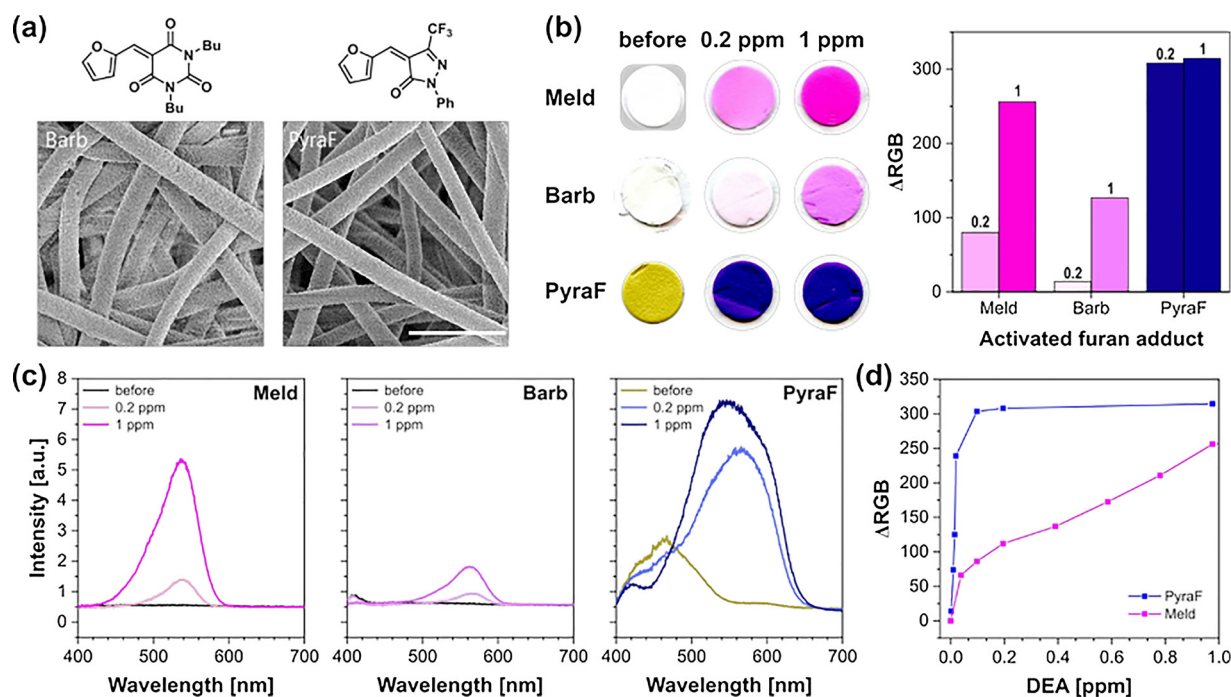 (a)
O
O
O
N
Bu
O
N
O
Bu
CF₃
O
N
N
O
Ph
Barb
PyraF
(b)
before 0.2 ppm 1 ppm
Meld
Barb
PyraF
ΔRGB
300
200
100
0
0.2
1
0.2
1
0.2
1
Meld Barb PyraF
Activated furan adduct
(c)
Intensity [a.u.]
8
7
6
5
4
3
2
1
0
before
0.2 ppm
1 ppm
Meld
400 500 600 700
Wavelength [nm]
before
0.2 ppm
1 ppm
Barb
400 500 600 700
Wavelength [nm]
before
0.2 ppm
1 ppm
PyraF
400 500 600 700
Wavelength [nm]
(d)
ΔRGB
350
300
250
200
150
100
50
0
PyraF
Meld
0.0 0.2 0.4 0.6 0.8 1.0
DEA [ppm]